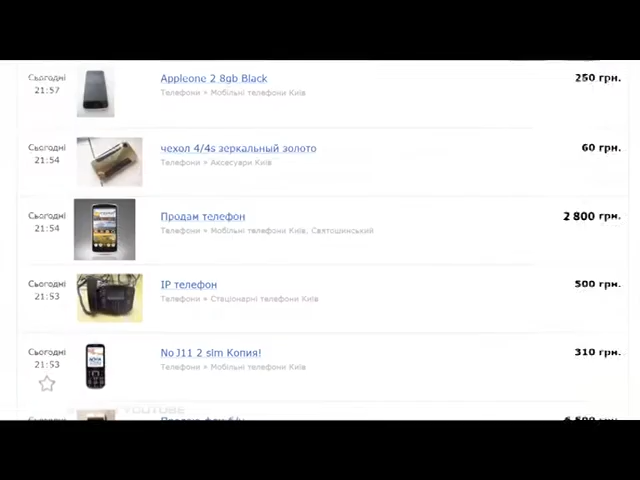 Сьогодні
21:57
Appleone 2 8gb Black
Телефони » Мобільні телефони Київ
250 грн.
Сьогодні
21:54
чехол 4/4s зеркальный золото
Телефони » Аксесуари Київ
60 грн.
Сьогодні
21:54
Продам телефон
Телефони » Мобільні телефони Київ, Святошинський
2 800 грн.
Сьогодні
21:53
IP телефон
Телефони » Стаціонарні телефони Київ
500 грн.
Сьогодні
21:53
No J11 2 sim Копия!
Телефони » Мобільні телефони Київ
310 грн.
YOUTUBE